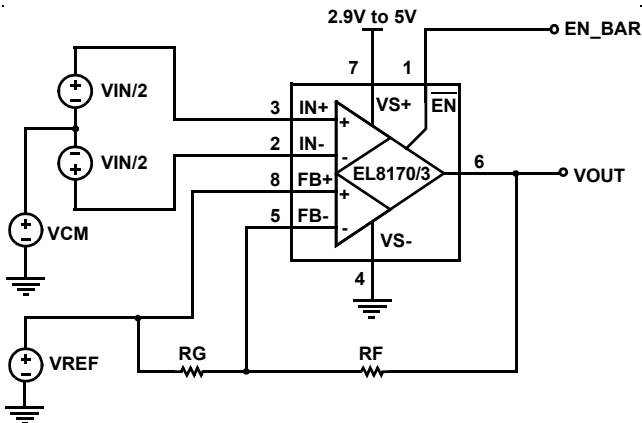 2.9V to 5V
EN_BAR
7
1
VIN/2
3
IN+
VS+
EN
+
-
+
2
IN-
-
VIN/2
-
+
EL8170/3
6
VOUT
8
FB+
+
5
FB-
-
VCM
+
-
VS-
4
RG
RF
VREF
+
-